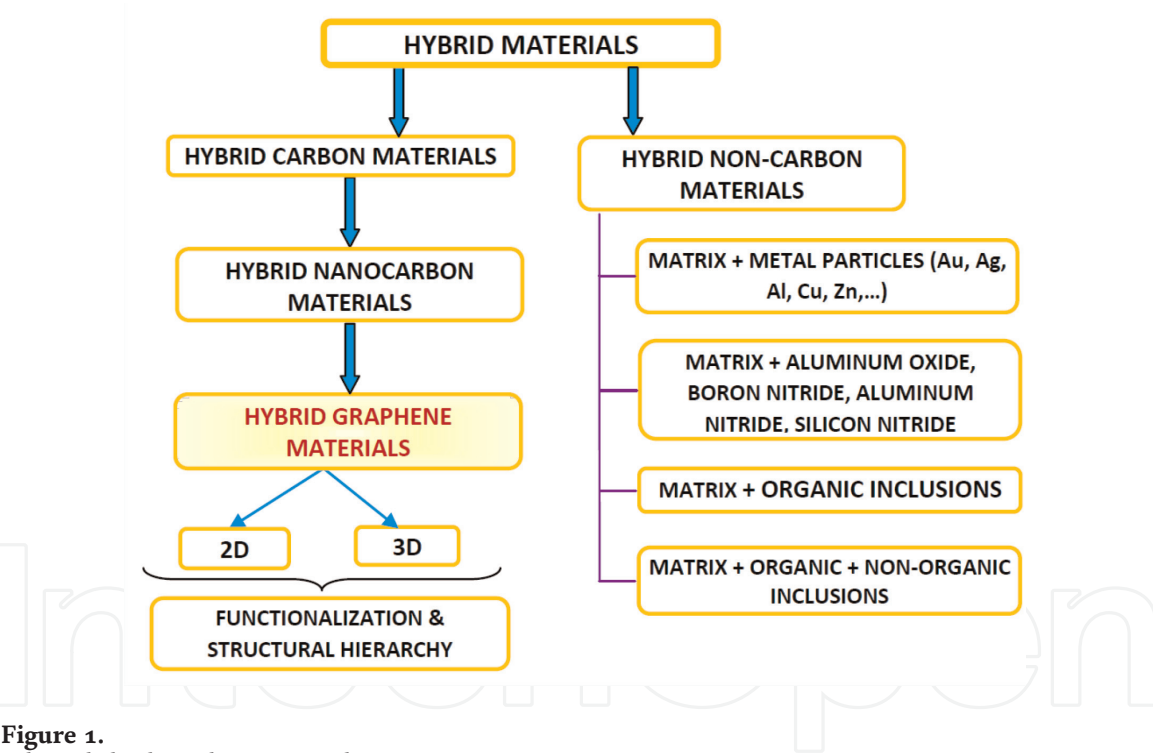 HYBRID MATERIALS
HYBRID CARBON MATERIALS
HYBRID NON-CARBON
MATERIALS
HYBRID NANOCARBON
MATERIALS
MATRIX + METAL PARTICLES (Au, Ag,
Al, Cu, Zn,...)
MATRIX + ALUMINUM OXIDE,
BORON NITRIDE, ALUMINUM
NITRIDE, SILICON NITRIDE
HYBRID GRAPHENE
MATERIALS
MATRIX + ORGANIC INCLUSIONS
2D
3D
MATRIX + ORGANIC + NON-ORGANIC
INCLUSIONS
FUNCTIONALIZATION &
STRUCTURAL HIERARCHY
Figure 1.